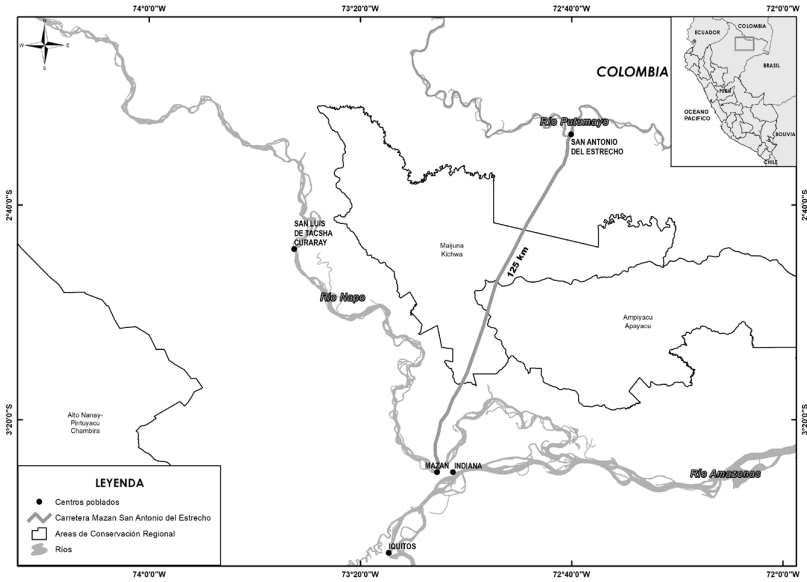 74°0'0"W
73°20'0"W
72°40'0"W
N
W
E
S
COLOMBIA
ECUADOR
COLOMBIA
BRASIL
PERÚ
OCEANO
PACIFICO
BOLIVIA
CHILE
Río Putumayo
SAN ANTONIO
DEL ESTRECHO
2°40'0"S
2°40'0"S
SAN LUIS
DE TACSHA
CURARAY
Maijuna
Kichwa
125 km
Río Napo
Ampiyacu
Apayacu
Alto Nanay-
Pintuyacu
Chambira
3°20'0"S
3°20'0"S
MAZAN
INDIANA
Río Amazonas
IQUITOS
LEYENDA
Centros poblados
Carretera Mazan San Antonio del Estrecho
Areas de Conservación Regional
Ríos
74°0'0"W
73°20'0"W
72°40'0"W
72°0'0"W